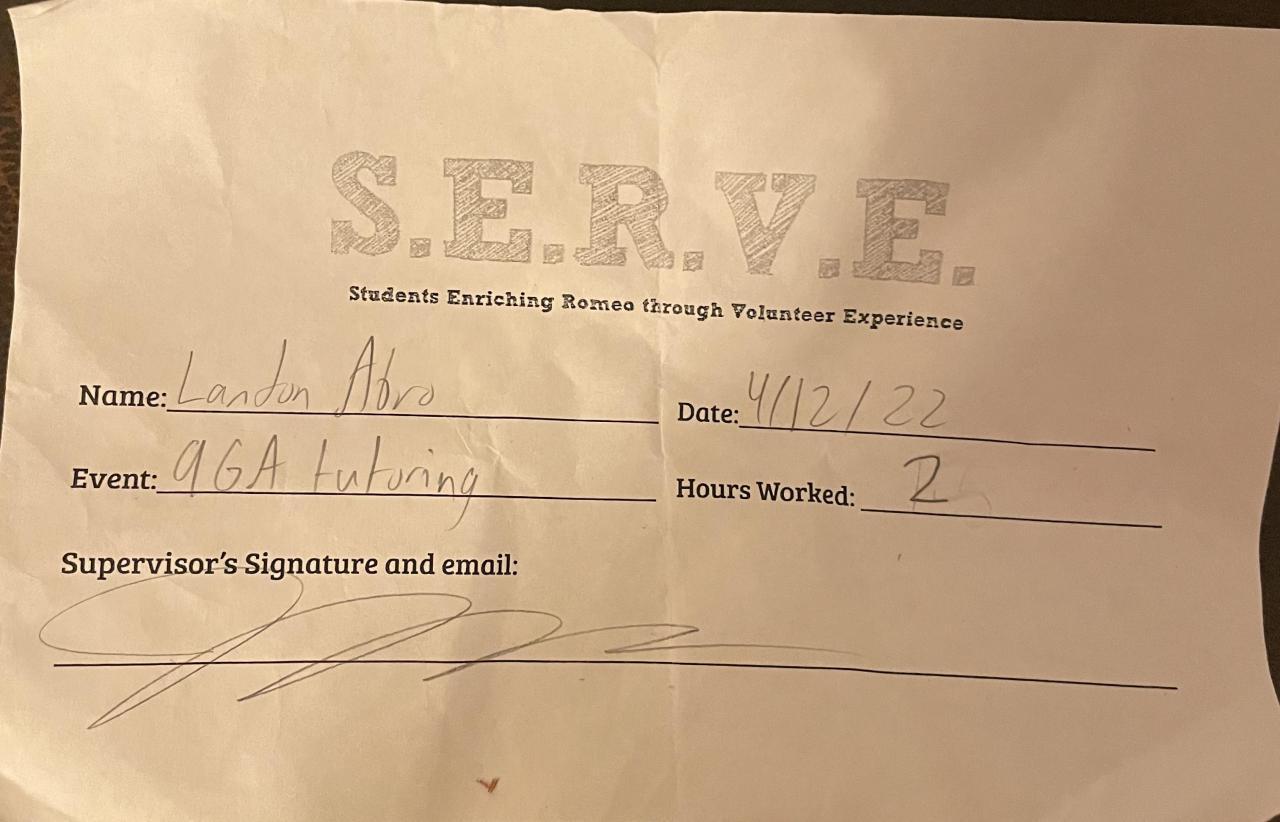 S.E.R.V.E.
Students Enriching Romeo through Volunteer Experience
Name: Landon Abro Date: 4/12/22
Event: 9GA tutoring Hours Worked: 2
Supervisor's Signature and email: